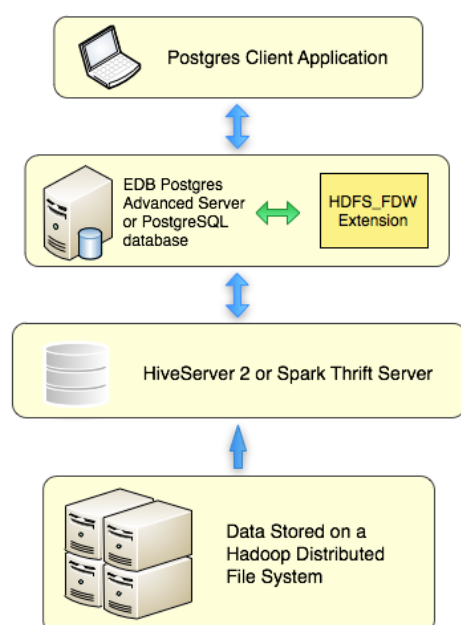 Postgres Client Application
EDB Postgres
Advanced Server
or PostgreSQL
database
HDFS_FDW
Extension
HiveServer 2 or Spark Thrift Server
Data Stored on a
Hadoop Distributed
File System